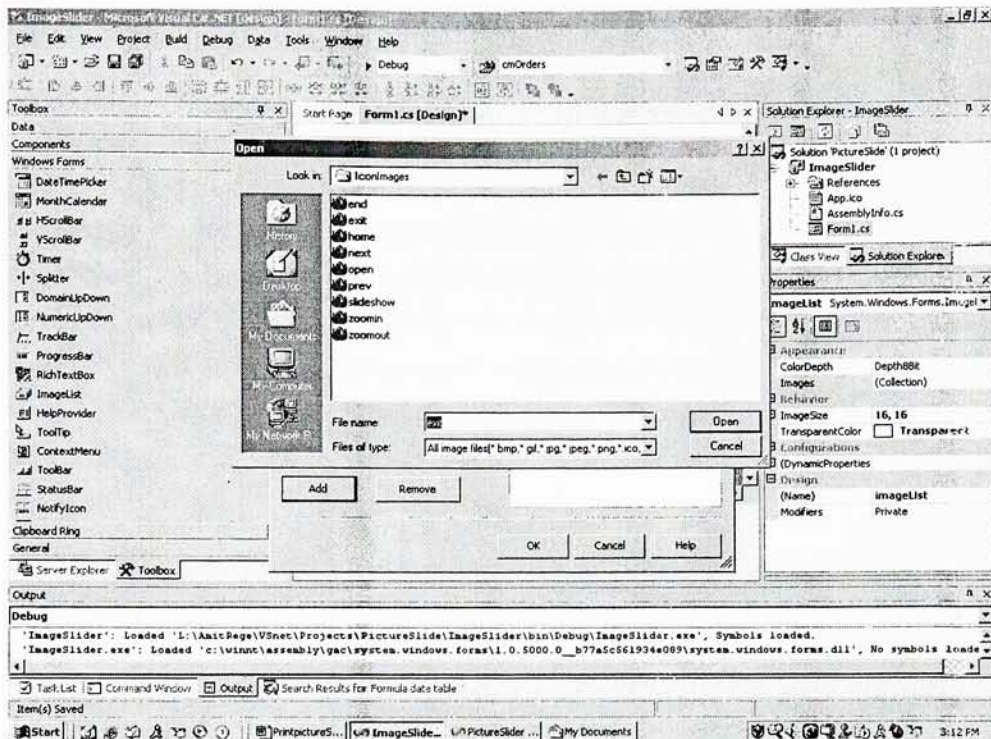 ImageSlider - Microsoft Visual C# .NET [design] - Form1.cs [Design]
File Edit View Project Build Debug Data Tools Window Help
Debug cmOrders
Toolbox
Data
Components
Windows Forms
DateTimePicker
MonthCalendar
HScrollBar
VScrollBar
Timer
Splitter
DomainUpDown
NumericUpDown
TrackBar
ProgressBar
RichTextBox
ImageList
HelpProvider
ToolTip
ContextMenu
ToolBar
StatusBar
NotifyIcon
Clipboard Ring
General
Server Explorer Toolbox
Start Page Form1.cs [Design]*
Open
Look in: IconImages
History
Desktop
My Documents
My Computer
My Network P...
end
exit
home
next
open
prev
slideshow
zoomin
zoomout
File name
Open
Files of type: All image files(*.bmp,*.gif,*.jpg,*.jpeg,*.png,*.ico,
Cancel
Add Remove
OK Cancel Help
Solution Explorer - ImageSlider
Solution 'PictureSlide' (1 project)
ImageSlider
References
App.ico
AssemblyInfo.cs
Form1.cs
Class View Solution Explorer
Properties
imageList System.Windows.Forms.ImageL
Appearance
ColorDepth Depth8Bit
Images (Collection)
Behavior
ImageSize 16, 16
TransparentColor Transparent
Configurations
(DynamicProperties
Design
(Name) imageList
Modifiers Private
Output
Debug
'ImageSlider': Loaded 'L:\AmitRege\VSnet\Projects\PictureSlide\ImageSlider\bin\Debug\ImageSlider.exe', Symbols loaded.
'ImageSlider.exe': Loaded 'c:\winnt\assembly\gac\system.windows.forms\1.0.5000.0__b77a5c561934e089\system.windows.forms.dll', No symbols loade
Task List Command Window Output Search Results for Formula data table
Item(s) Saved
Start PrintpictureS... ImageSlide... PictureSlider ... My Documents 3:12 PM